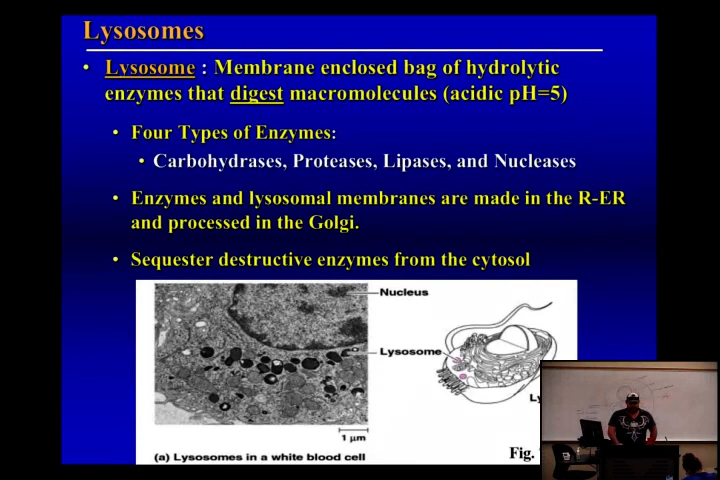 Lysosomes
• Lysosome : Membrane enclosed bag of hydrolytic
enzymes that digest macromolecules (acidic pH=5)
• Four Types of Enzymes:
• Carbohydrases, Proteases, Lipases, and Nucleases
• Enzymes and lysosomal membranes are made in the R-ER
and processed in the Golgi.
• Sequester destructive enzymes from the cytosol
Nucleus
Lysosome
Ly
1 µm
(a) Lysosomes in a white blood cell
Fig.